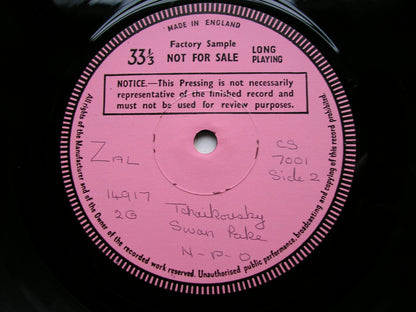 MADE IN ENGLAND
Factory Sample
33⅓ NOT FOR SALE LONG PLAYING
NOTICE.—This Pressing is not necessarily
representative of the finished record and
must not be used for review purposes.
ZAL
CS
7001
Side 2
14917
2G
Tchaikovsky
Swan Lake
N-P-O
All rights of the Manufacturer and of the Owner of the recorded work reserved. Unauthorised public performance, broadcasting and copying of this record prohibited.